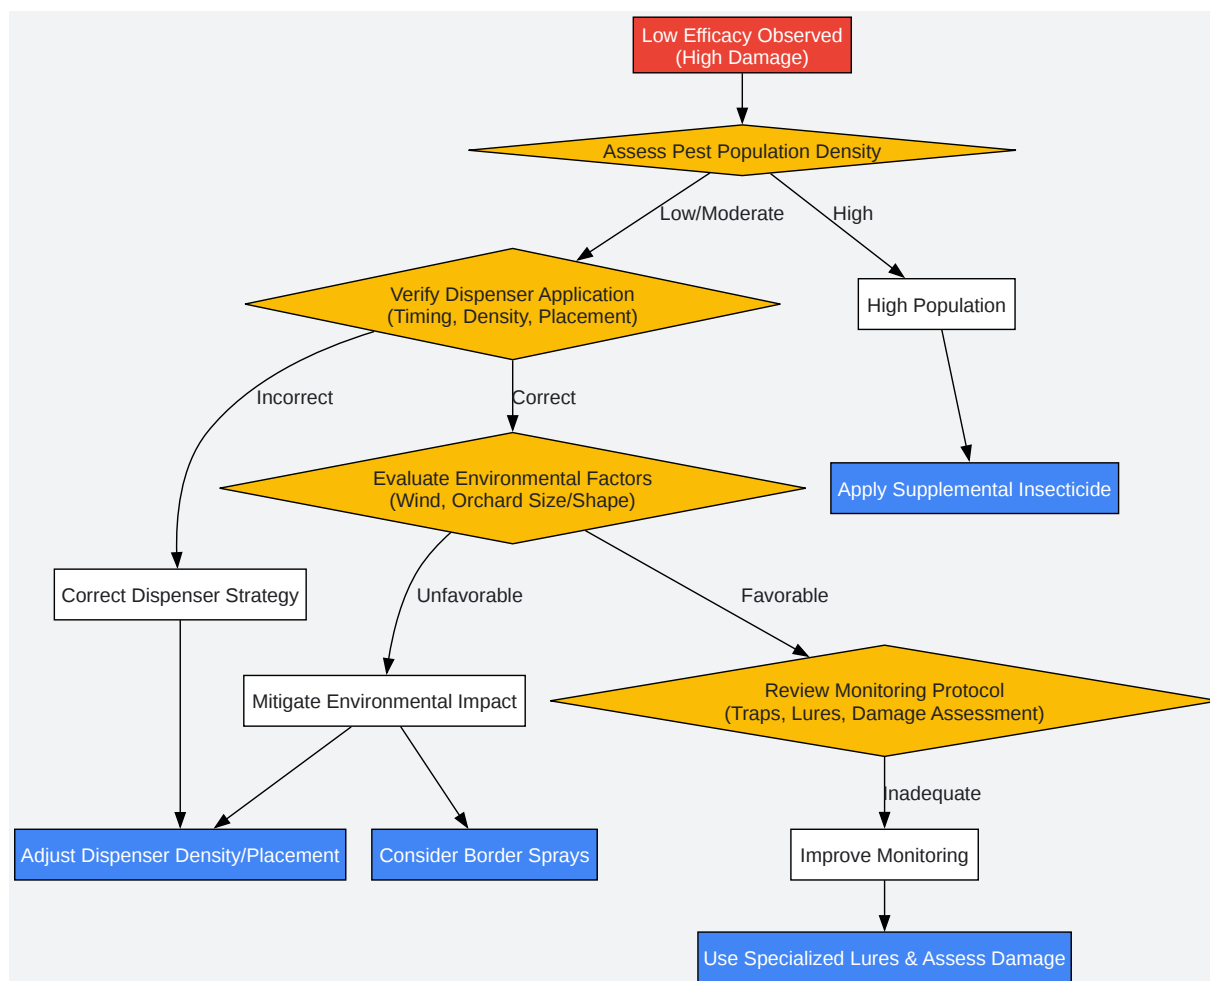 Low Efficacy Observed
(High Damage)
Assess Pest Population Density
Low/Moderate
High
Verify Dispenser Application
(Timing, Density, Placement)
High Population
Incorrect
Correct
Evaluate Environmental Factors
(Wind, Orchard Size/Shape)
Apply Supplemental Insecticide
Correct Dispenser Strategy
Unfavorable
Favorable
Mitigate Environmental Impact
Review Monitoring Protocol
(Traps, Lures, Damage Assessment)
Inadequate
Adjust Dispenser Density/Placement
Consider Border Sprays
Improve Monitoring
Use Specialized Lures & Assess Damage